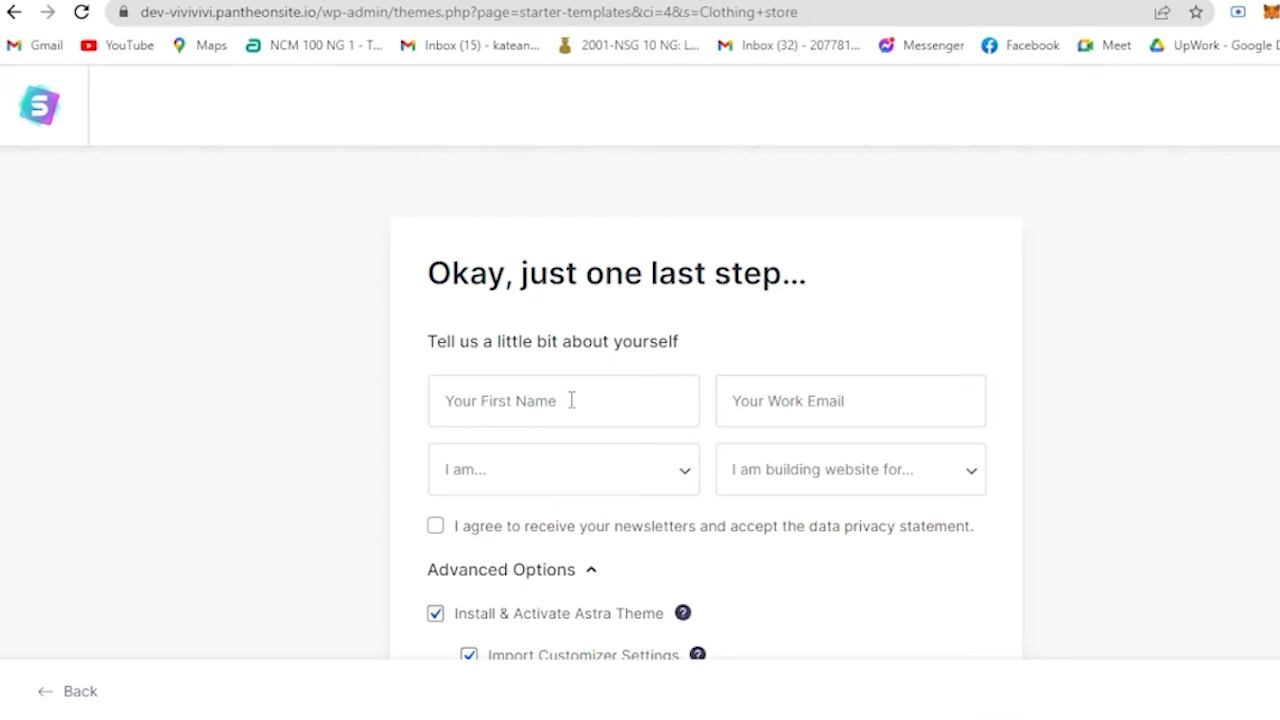 dev-vivivivi.pantheonsite.io/wp-admin/themes.php?page=starter-templates&ci=4&s=Clothing+store
Gmail YouTube Maps NCM 100 NG 1 - T... Inbox (15) - katean... 2001-NSG 10 NG: L... Inbox (32) - 207781... Messenger Facebook Meet UpWork - Google D
S
Okay, just one last step...
Tell us a little bit about yourself
Your First Name Your Work Email
I am... I am building website for...
I agree to receive your newsletters and accept the data privacy statement.
Advanced Options
Install & Activate Astra Theme ?
Import Customizer Settings ?
Back